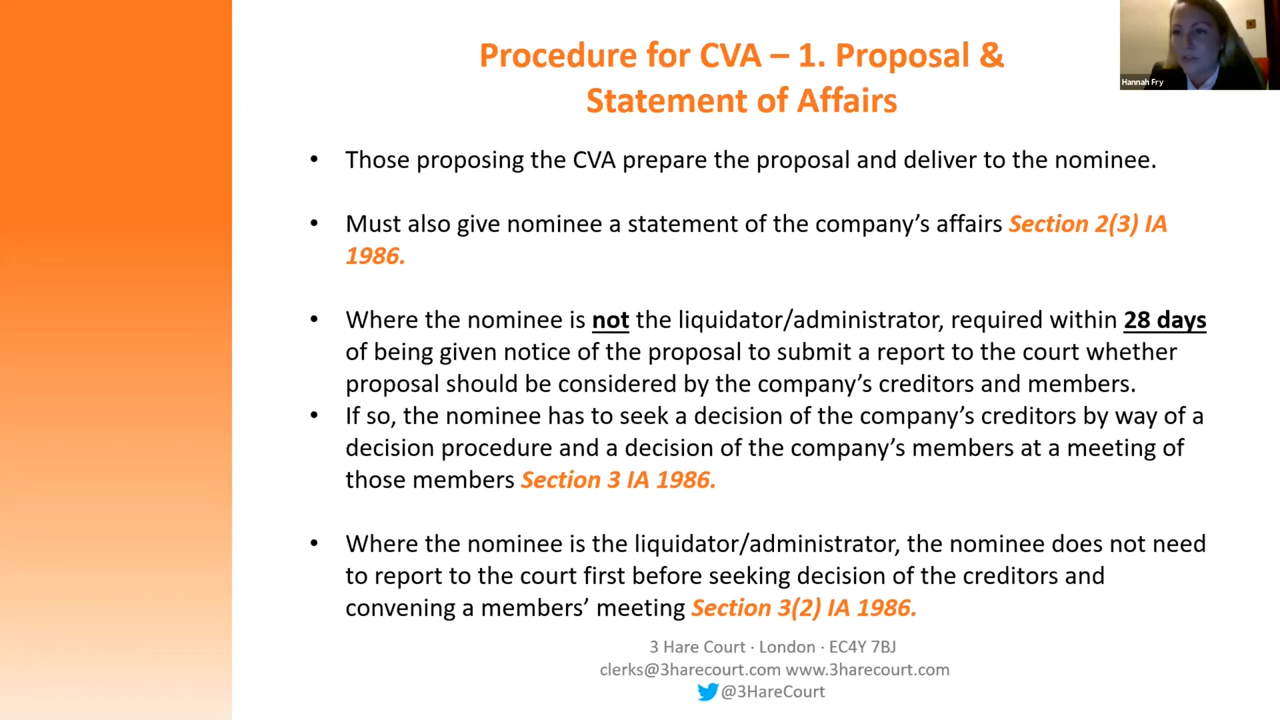 Procedure for CVA – 1. Proposal &
Statement of Affairs
Hannah Fry
• Those proposing the CVA prepare the proposal and deliver to the nominee.
• Must also give nominee a statement of the company's affairs Section 2(3) IA
1986.
• Where the nominee is not the liquidator/administrator, required within 28 days
of being given notice of the proposal to submit a report to the court whether
proposal should be considered by the company's creditors and members.
• If so, the nominee has to seek a decision of the company's creditors by way of a
decision procedure and a decision of the company's members at a meeting of
those members Section 3 IA 1986.
• Where the nominee is the liquidator/administrator, the nominee does not need
to report to the court first before seeking decision of the creditors and
convening a members' meeting Section 3(2) IA 1986.
3 Hare Court · London · EC4Y 7BJ
clerks@3harecourt.com www.3harecourt.com
@3HareCourt